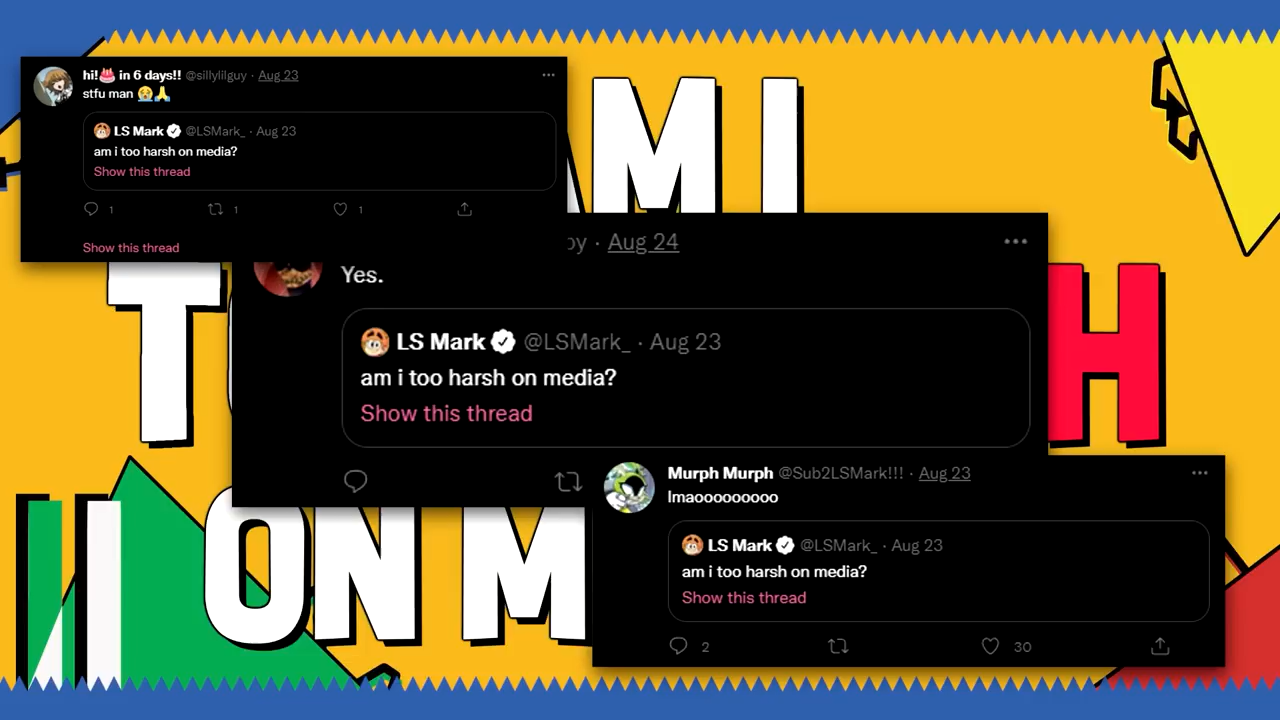 hi!🎂 in 6 days!! @sillylilguy · Aug 23
stfu man 😭🙏
LS Mark @LSMark_ · Aug 23
am i too harsh on media?
Show this thread
1 1 1
Show this thread
AM I
Aug 24
Yes.
LS Mark @LSMark_ · Aug 23
am i too harsh on media?
Show this thread
H
ON M
Murph Murph @Sub2LSMark!!! · Aug 23
lmaooooooooo
LS Mark @LSMark_ · Aug 23
am i too harsh on media?
Show this thread
2 30